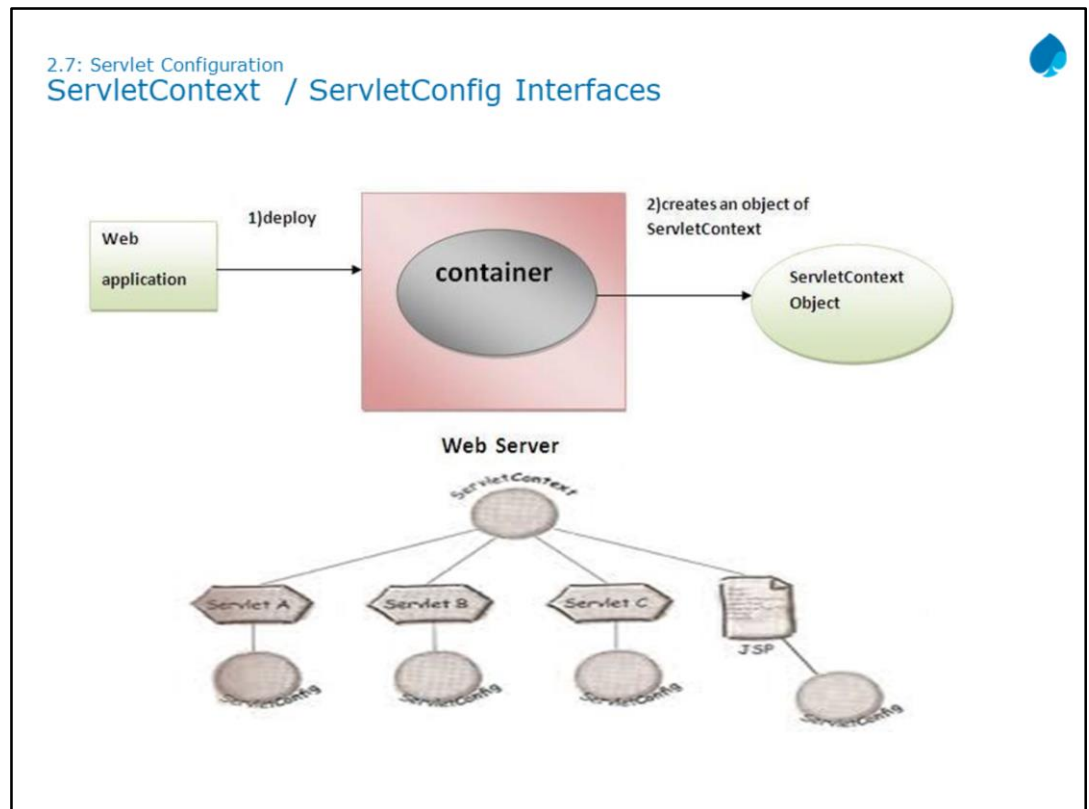 2.7: Servlet Configuration
ServletContext / ServletConfig Interfaces
Web
application
1)deploy
container
2)creates an object of
ServletContext
ServletContext
Object
Web Server
ServletContext
Servlet A
Servlet B
Servlet C
JSP
ServletConfig
ServletConfig
ServletConfig
ServletConfig